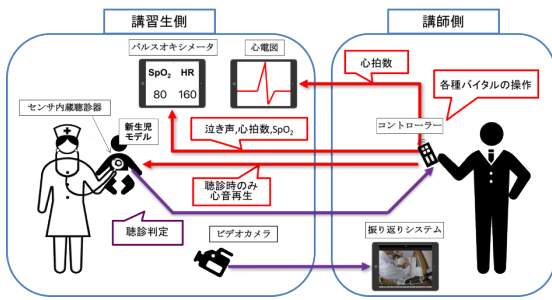 講習生側
講師側
パルスオキシメータ
心電図
SpO₂ HR
80 160
心拍数
各種バイタルの操作
センサ内蔵聴診器
新生児
モデル
泣き声,心拍数,SpO₂
コントローラー
聴診時のみ
心音再生
聴診判定
ビデオカメラ
振り返りシステム